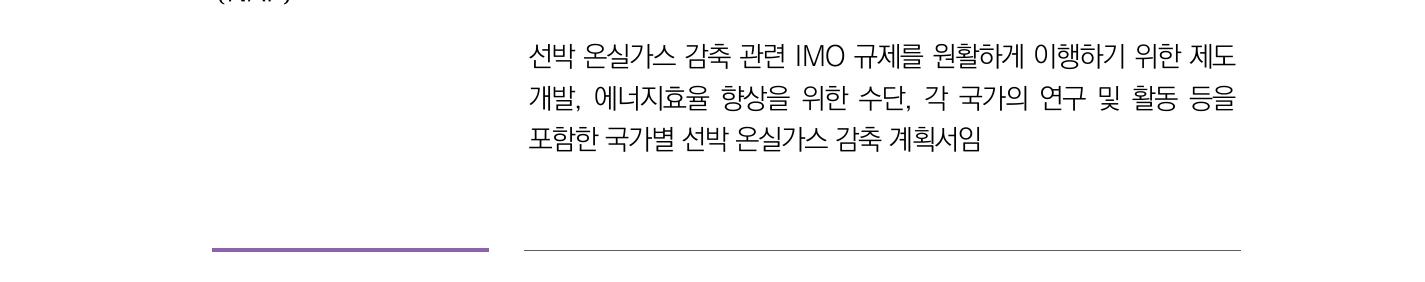 선박 온실가스 감축 관련 IMO 규제를 원활하게 이행하기 위한 제도
개발, 에너지효율 향상을 위한 수단, 각 국가의 연구 및 활동 등을
포함한 국가별 선박 온실가스 감축 계획서임